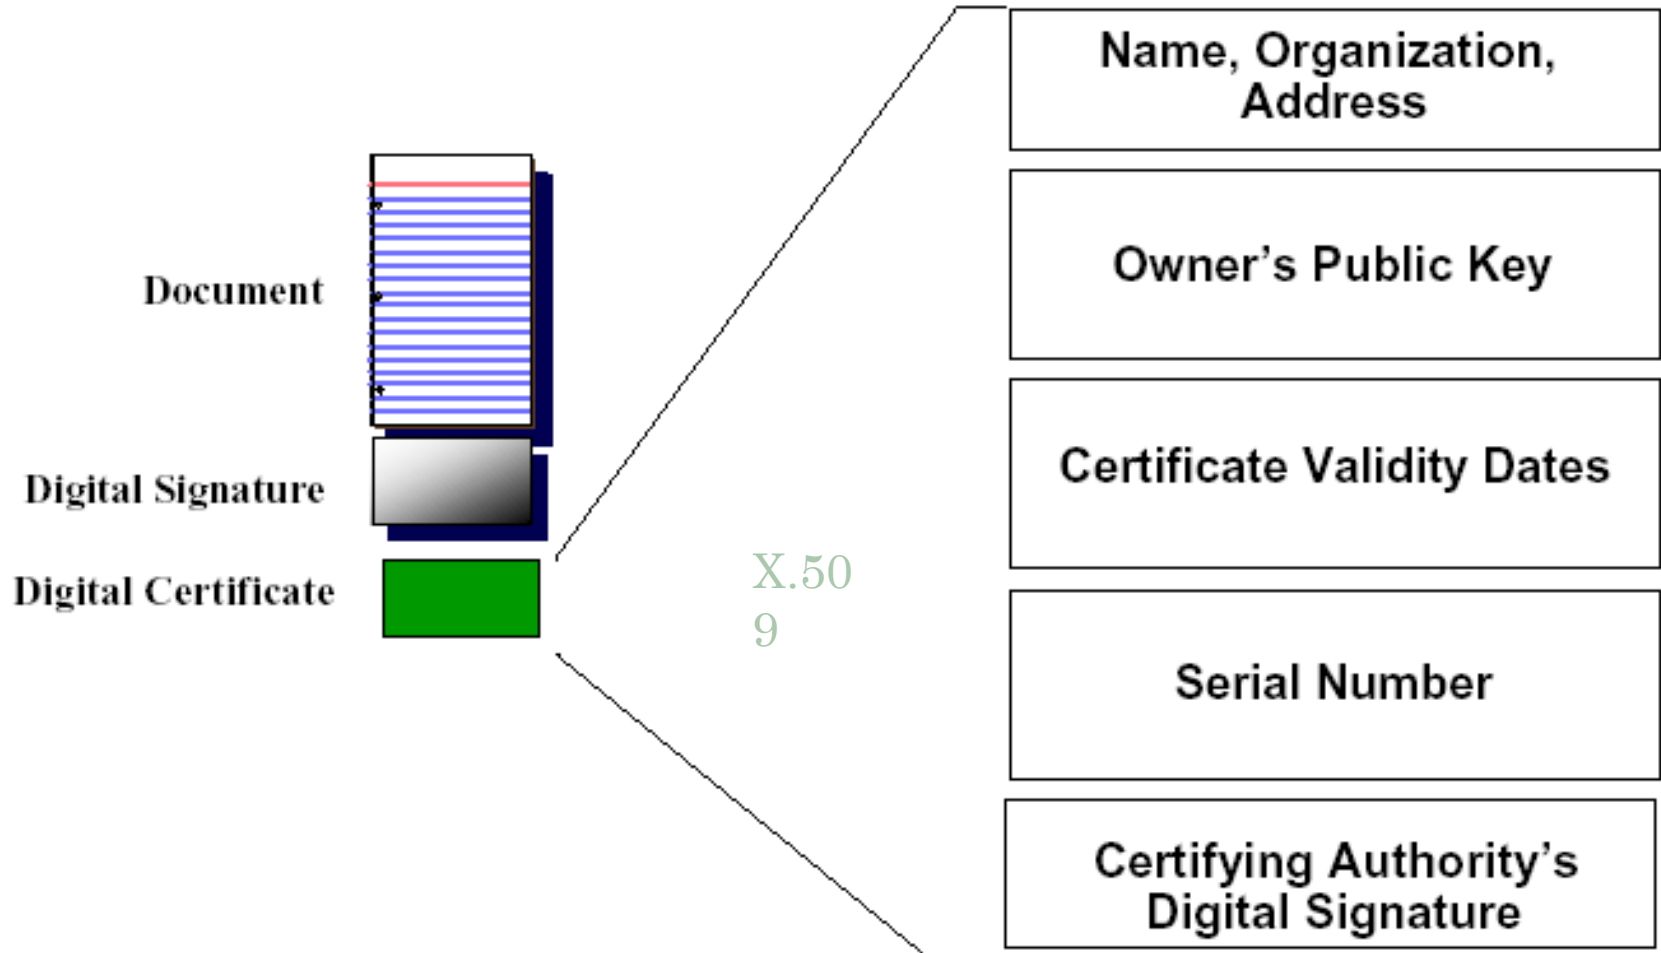 Document
Digital Signature
Digital Certificate
X.50
9
Name, Organization,
Address
Owner’s Public Key
Certificate Validity Dates
Serial Number
Certifying Authority’s
Digital Signature